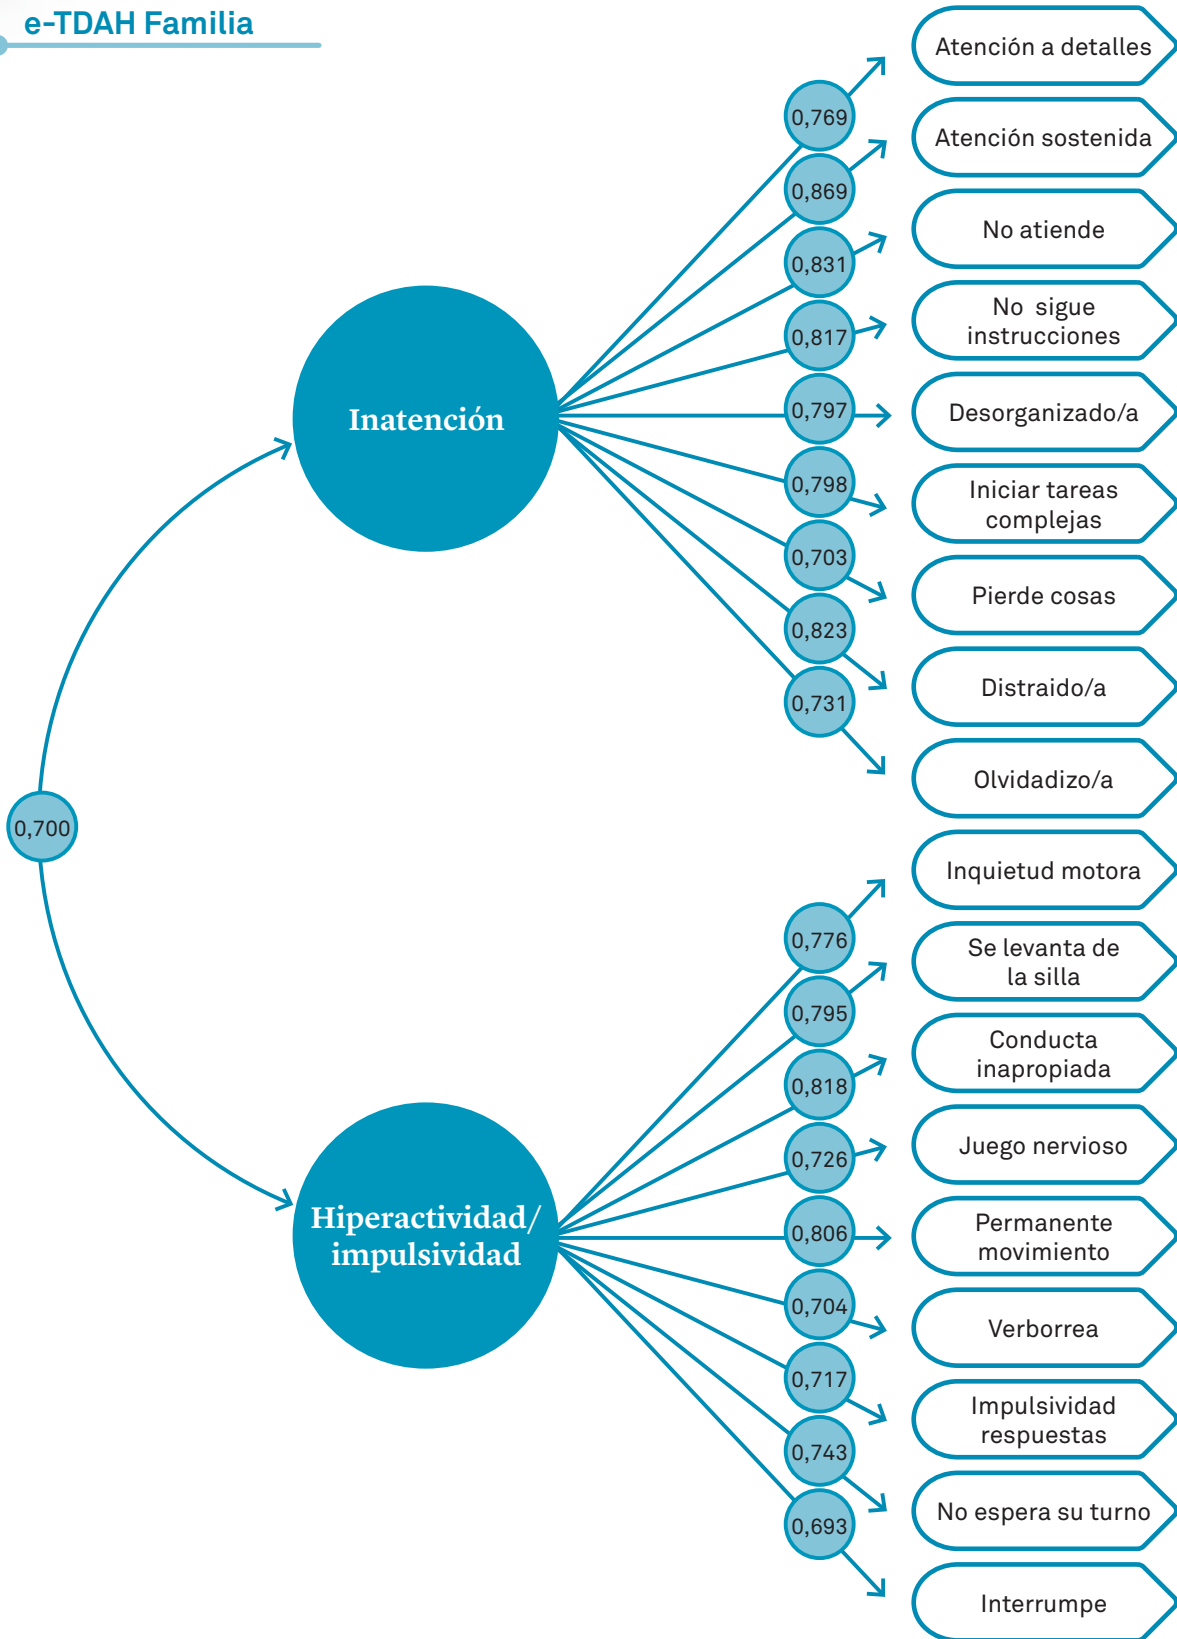 e-TDAH Familia
Atención a detalles
0,769
Atención sostenida
0,869
No atiende
0,831
No sigue
instrucciones
0,817
Inatención
Desorganizado/a
0,797
Iniciar tareas
complejas
0,798
Pierde cosas
0,703
Distraido/a
0,823
Olvidadizo/a
0,731
0,700
Inquietud motora
0,776
Se levanta de
la silla
0,795
Conducta
inapropiada
0,818
Juego nervioso
0,726
Hiperactividad/
impulsividad
Permanente
movimiento
0,806
Verborrea
0,704
Impulsividad
respuestas
0,717
No espera su turno
0,743
Interrumpe
0,693